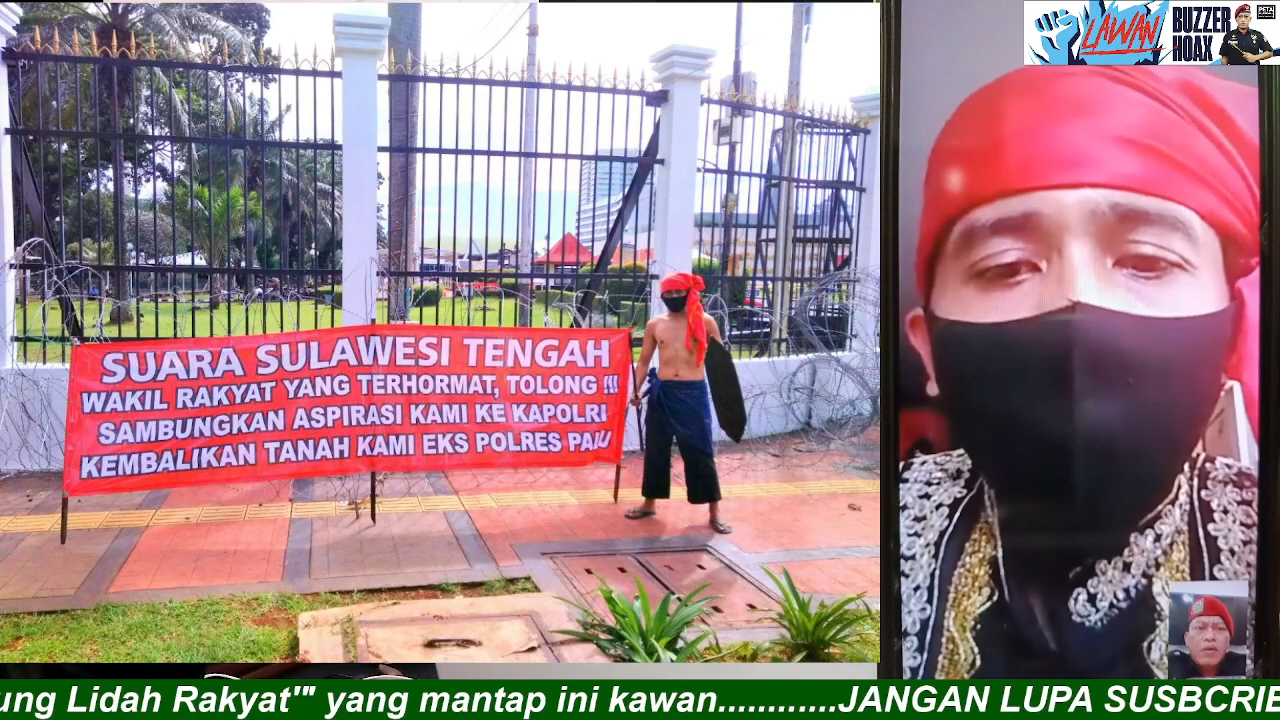 LAWAN
BUZZER
HOAX
PETA
SUARA SULAWESI TENGAH
WAKIL RAKYAT YANG TERHORMAT, TOLONG !!!
SAMBUNGKAN ASPIRASI KAMI KE KAPOLRI
KEMBALIKAN TANAH KAMI EKS POLRES PALU
ung Lidah Rakyat'" yang mantap ini kawan............JANGAN LUPA SUSBCRIE